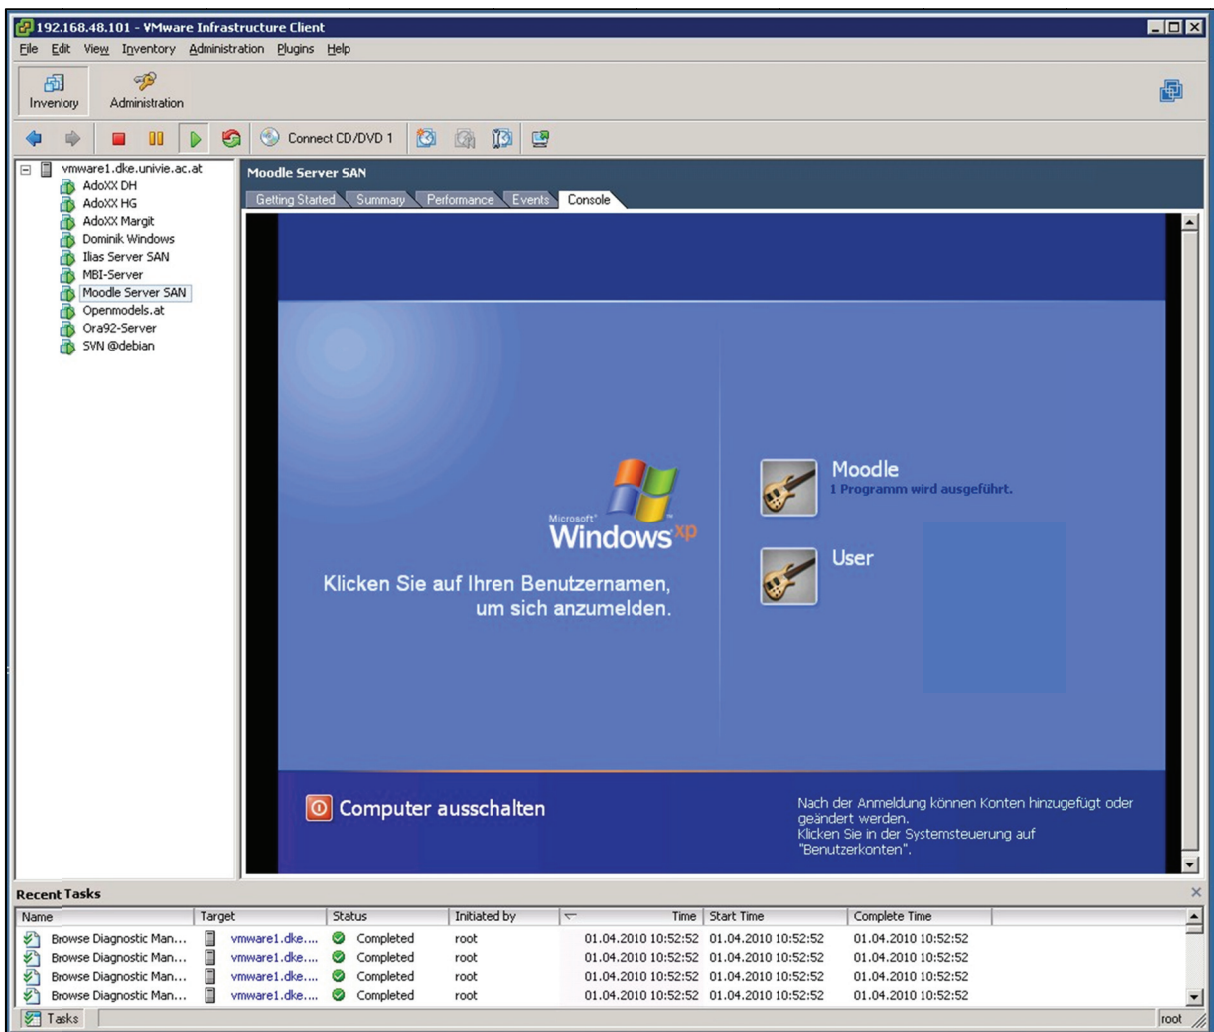 192.168.48.101 - VMware Infrastructure Client
File Edit View Inventory Administration Plugins Help
Inventory Administration
Connect CD/DVD 1
vmware1.dke.univie.ac.at
AdoXX DH
AdoXX HG
AdoXX Margit
Dominik Windows
Ilias Server SAN
MBI-Server
Moodle Server SAN
Openmodels.at
Ora92-Server
SVN @debian
Moodle Server SAN
Getting Started Summary Performance Events Console
Microsoft®
Windows xp
Klicken Sie auf Ihren Benutzernamen,
um sich anzumelden.
Moodle
1 Programm wird ausgeführt.
User
Computer ausschalten
Nach der Anmeldung können Konten hinzugefügt oder
geändert werden.
Klicken Sie in der Systemsteuerung auf
"Benutzerkonten".
Recent Tasks
Name Target Status Initiated by Time Start Time Complete Time
Browse Diagnostic Man... vmware1.dke.... Completed root 01.04.2010 10:52:52 01.04.2010 10:52:52 01.04.2010 10:52:52
Browse Diagnostic Man... vmware1.dke.... Completed root 01.04.2010 10:52:52 01.04.2010 10:52:52 01.04.2010 10:52:52
Browse Diagnostic Man... vmware1.dke.... Completed root 01.04.2010 10:52:52 01.04.2010 10:52:52 01.04.2010 10:52:52
Browse Diagnostic Man... vmware1.dke.... Completed root 01.04.2010 10:52:52 01.04.2010 10:52:52 01.04.2010 10:52:52
Tasks root